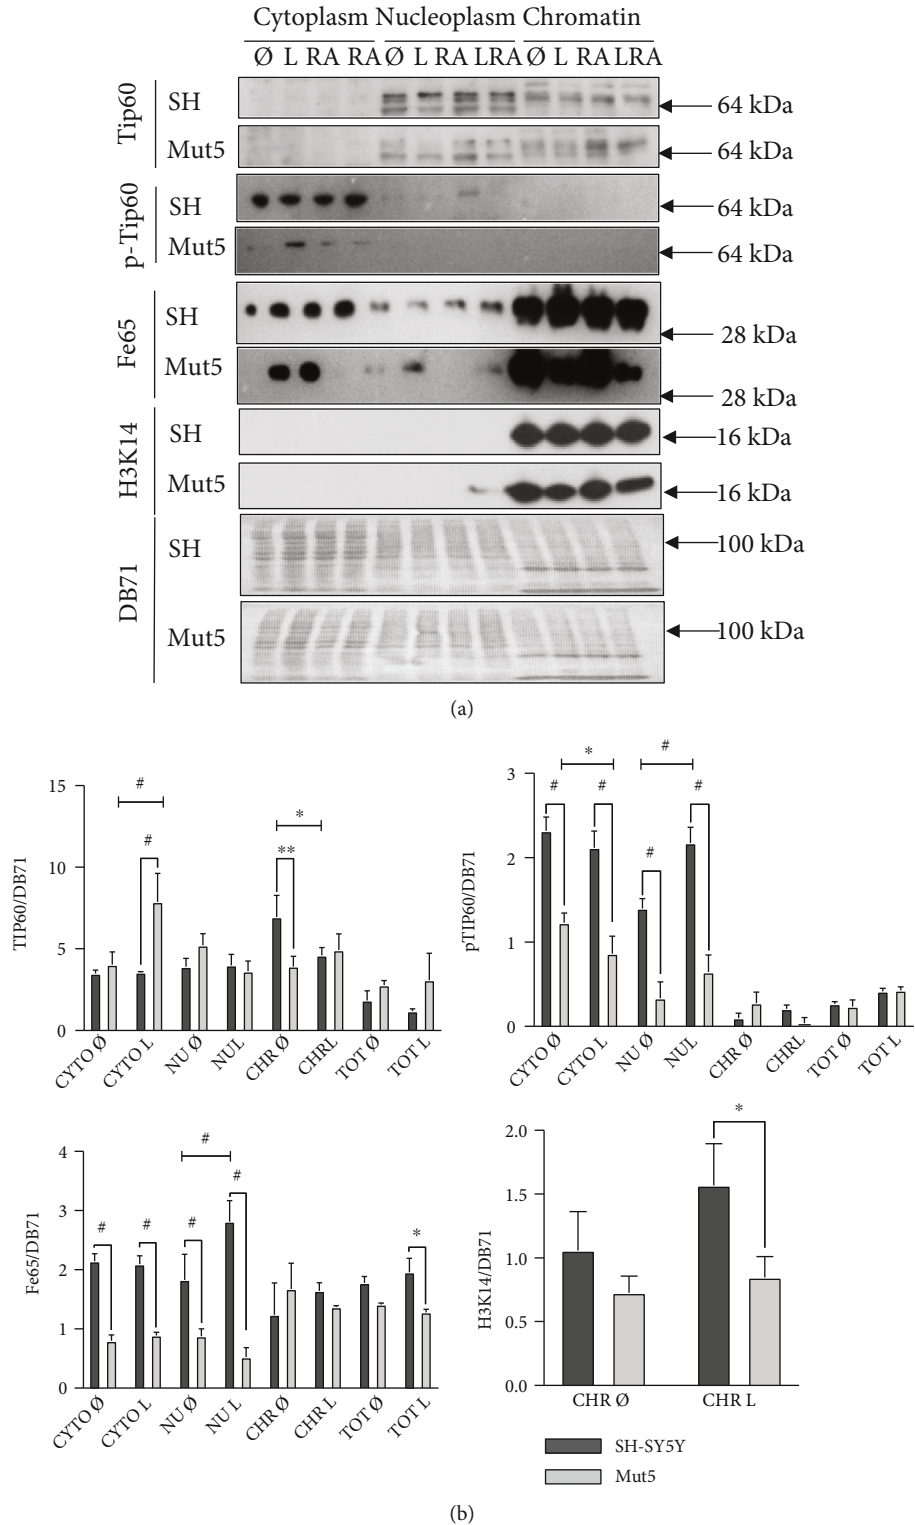 Cytoplasm Nucleoplasm Chromatin
Ø L RA RA Ø L RA LRA Ø L RA LRA
Tip60
SH
64 kDa
Mut5
64 kDa
p-Tip60
SH
64 kDa
Mut5
64 kDa
Fe65
SH
28 kDa
Mut5
28 kDa
H3K14
SH
16 kDa
Mut5
16 kDa
DB71
SH
100 kDa
Mut5
100 kDa
(a)
TIP60/DB71
15
10
5
0
#
#
**
*
CYTO Ø
CYTO L
NU Ø
NUL
CHR Ø
CHRL
TOT Ø
TOT L
pTIP60/DB71
3
2
1
0
#
*
#
#
#
#
CYTO Ø
CYTO L
NU Ø
NUL
CHR Ø
CHRL
TOT Ø
TOT L
Fe65/DB71
4
3
2
1
0
#
#
#
#
#
*
CYTO Ø
CYTO L
NU Ø
NU L
CHR Ø
CHR L
TOT Ø
TOT L
H3K14/DB71
2.0
1.5
1.0
0.5
0.0
*
CHR Ø
CHR L
SH-SY5Y
Mut5
(b)